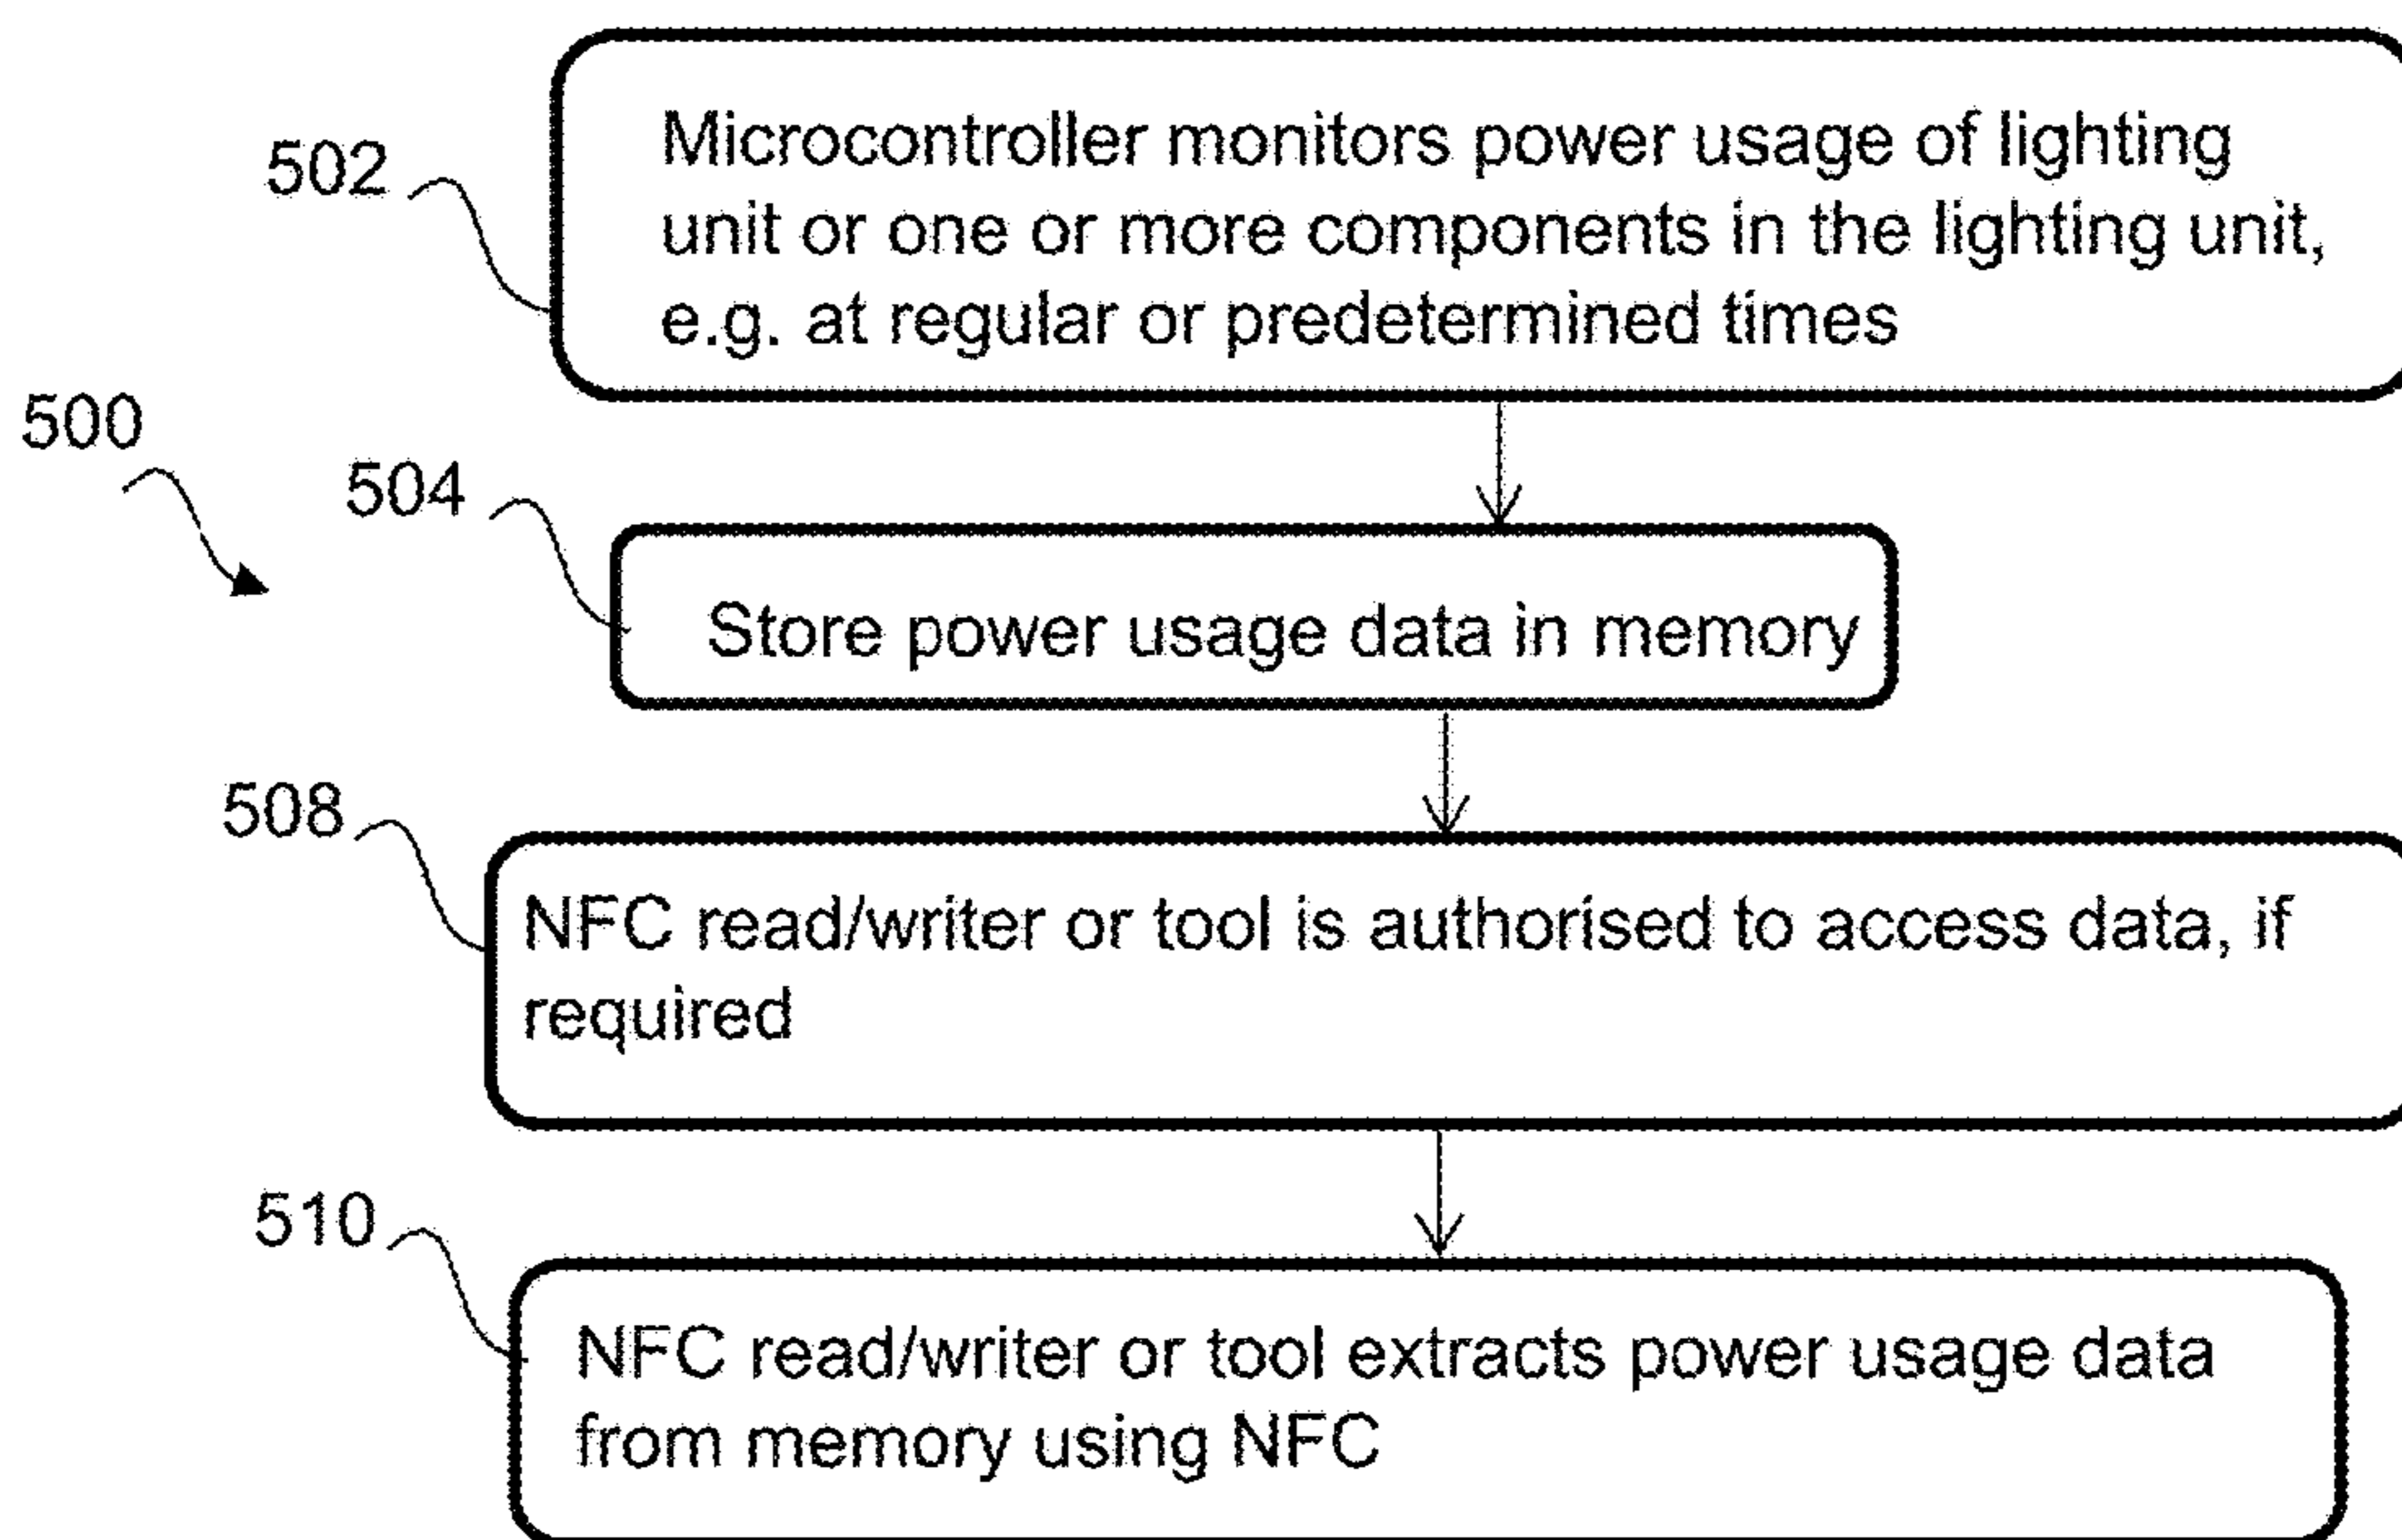 502
Microcontroller monitors power usage of lighting
unit or one or more components in the lighting unit,
e.g. at regular or predetermined times
500
504
Store power usage data in memory
508
NFC read/writer or tool is authorised to access data, if
required
510
NFC read/writer or tool extracts power usage data
from memory using NFC